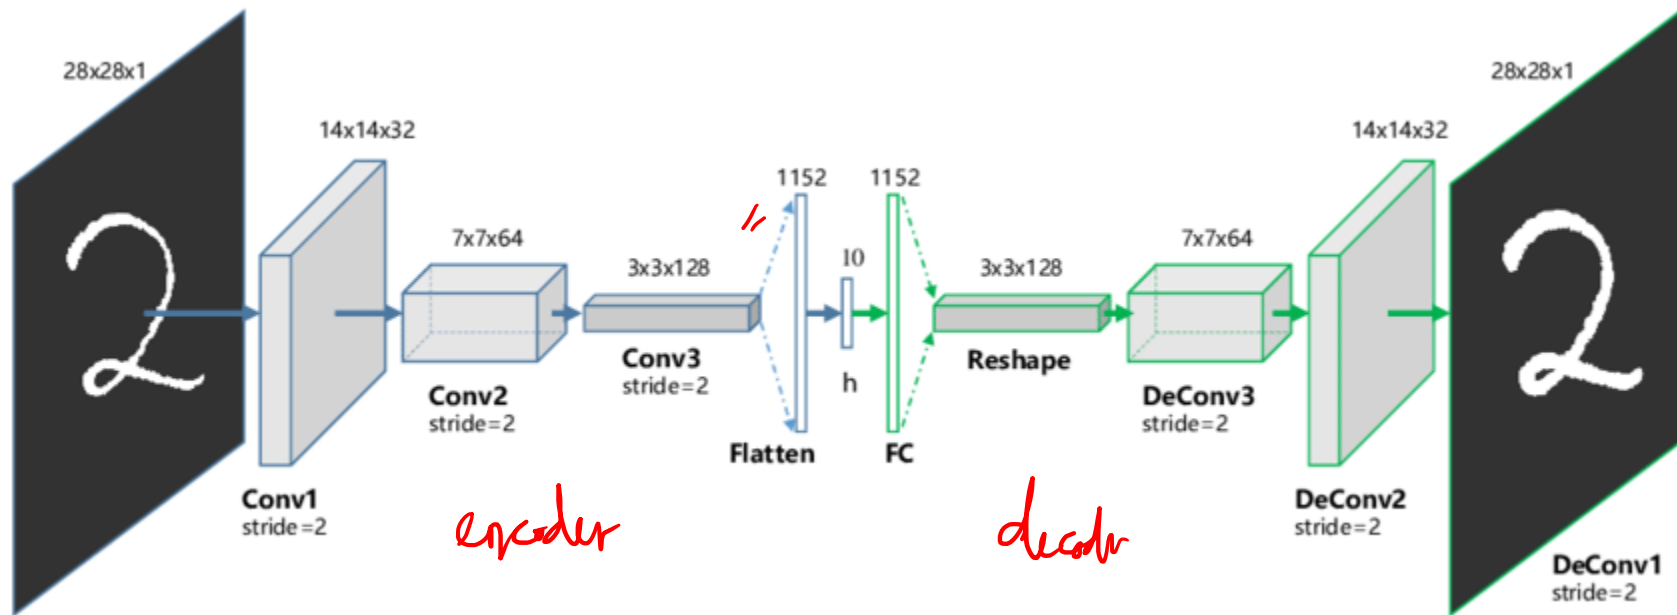 28x28x1
14x14x32
7x7x64
3x3x128
1152
1152
10
3x3x128
7x7x64
14x14x32
28x28x1
h
Conv1
stride=2
Conv2
stride=2
Conv3
stride=2
Flatten
FC
Reshape
DeConv3
stride=2
DeConv2
stride=2
DeConv1
stride=2
encoder
decoder